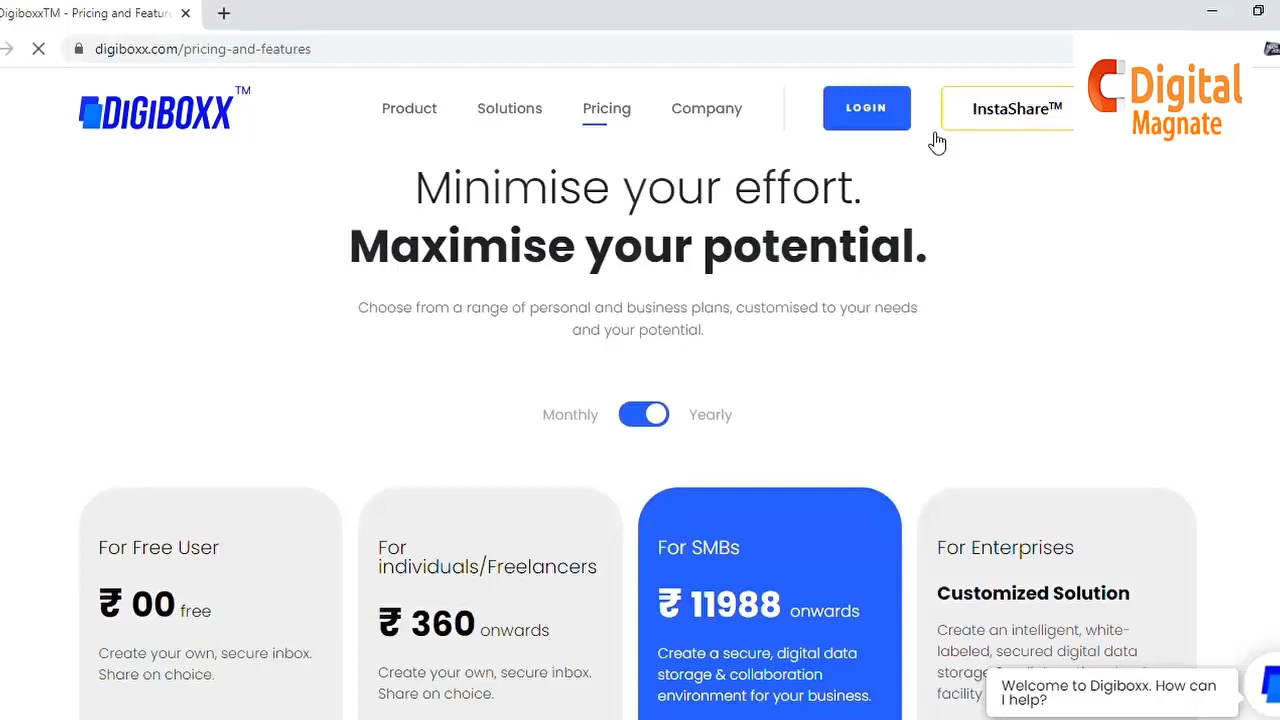 DigiboxxTM - Pricing and Featur
digiboxx.com/pricing-and-features
DIGIBOXX TM
Product
Solutions
Pricing
Company
LOGIN
InstaShare™
Digital
Magnate
Minimise your effort.
Maximise your potential.
Choose from a range of personal and business plans, customised to your needs
and your potential.
Monthly
Yearly
For Free User
₹ 00 free
Create your own, secure inbox.
Share on choice.
For
individuals/Freelancers
₹ 360 onwards
Create your own, secure inbox.
Share on choice.
For SMBs
₹ 11988 onwards
Create a secure, digital data
storage & collaboration
environment for your business.
For Enterprises
Customized Solution
Create an intelligent, white-
labeled, secured digital data
storage
facility
Welcome to Digiboxx. How can
I help?